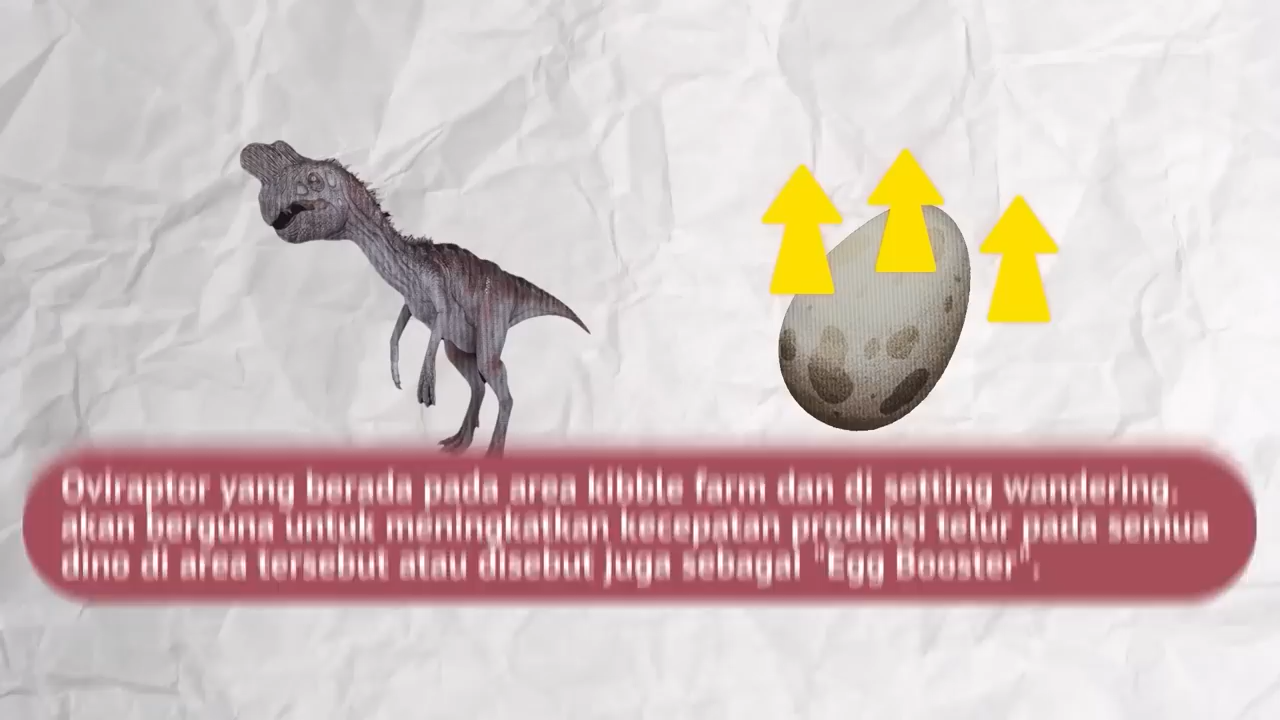 Oviraptor yang berada pada area kibble farm dan di setting wandering,
akan berguna untuk meningkatkan kecepatan produksi telur pada semua
dino di area tersebut atau disebut juga sebagai "Egg Booster".